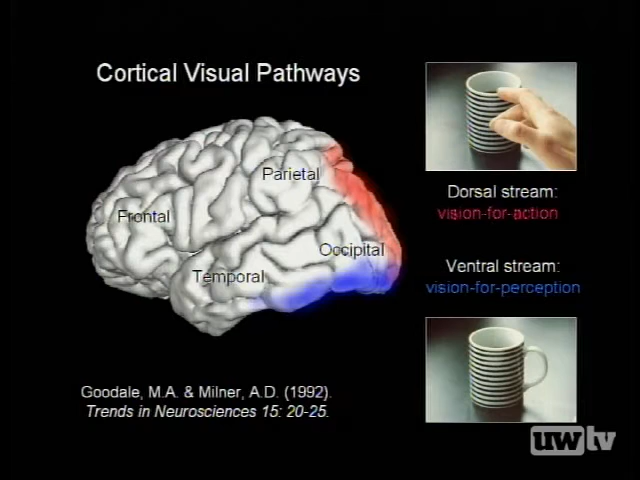 Cortical Visual Pathways
Parietal
Frontal
Occipital
Temporal
Dorsal stream:
vision-for-action
Ventral stream:
vision-for-perception
Goodale, M.A. & Milner, A.D. (1992).
Trends in Neurosciences 15: 20-25.
uwtv